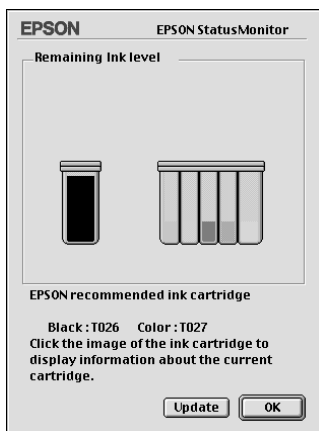 EPSON EPSON StatusMonitor
Remaining Ink level
EPSON recommended ink cartridge
Black : T026 Color : T027
Click the image of the ink cartridge to
display information about the current
cartridge.
Update OK